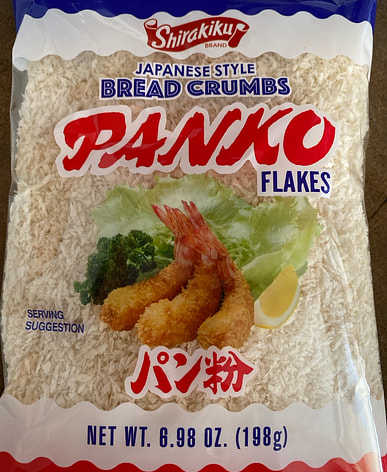 Shirakiku
BRAND
JAPANESE STYLE
BREAD CRUMBS
PANKO
FLAKES
SERVING
SUGGESTION
パン粉
NET WT. 6.98 OZ. (198g)